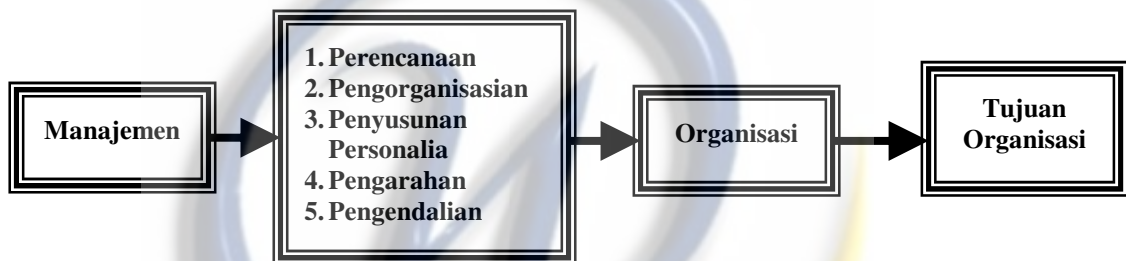 Manajemen
1. Perencanaan
2. Pengorganisasian
3. Penyusunan
Personalia
4. Pengarahan
5. Pengendalian
Organisasi
Tujuan
Organisasi